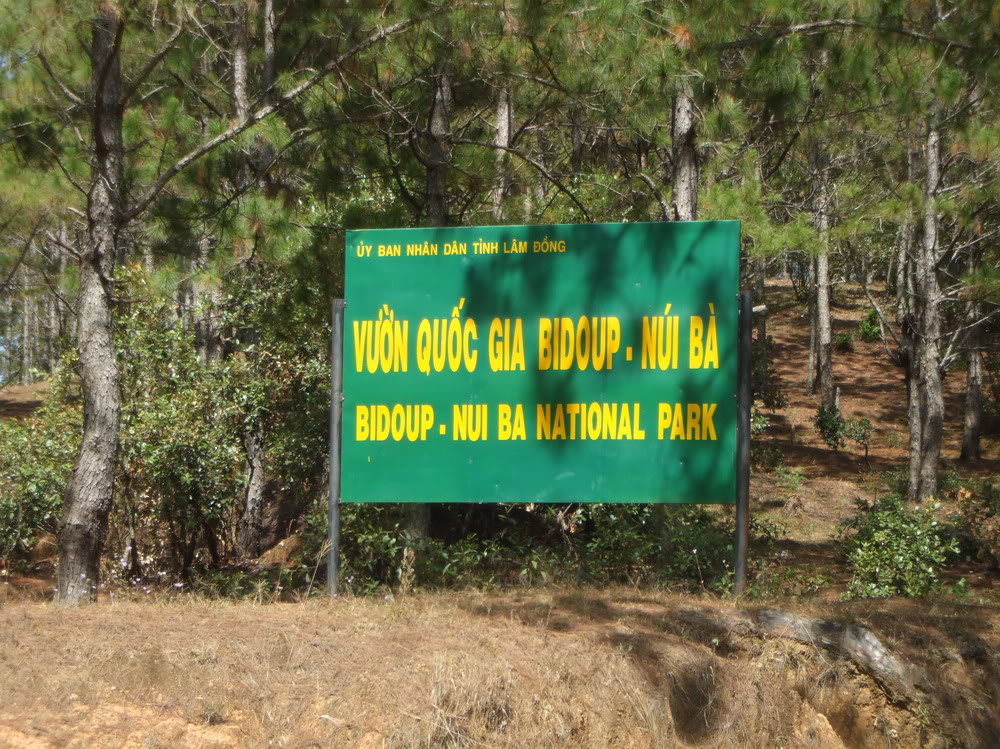 ỦY BAN NHÂN DÂN TỈNH LÂM ĐỒNG
VƯỜN QUỐC GIA BIDOUP - NÚI BÀ
BIDOUP - NUI BA NATIONAL PARK